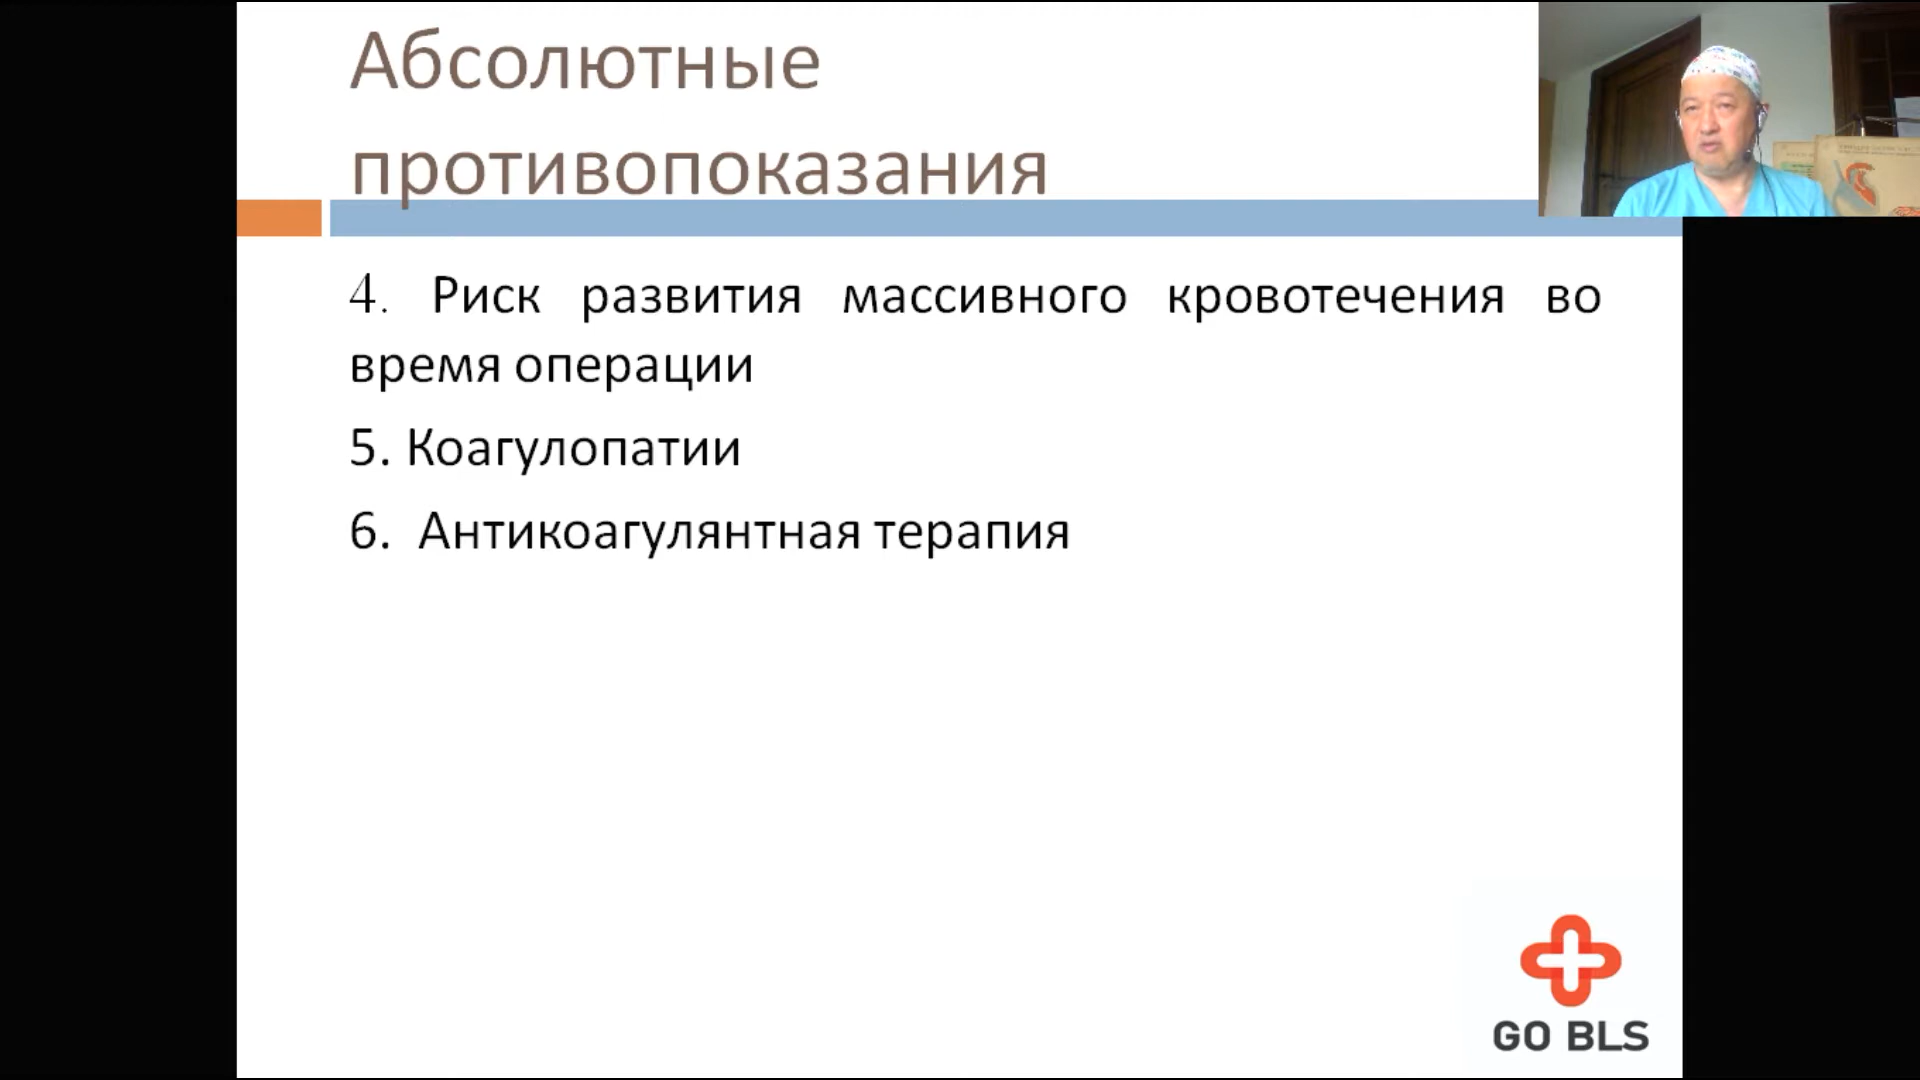 Абсолютные
противопоказания
4. Риск развития массивного кровотечения во
время операции
5. Коагулопатии
6. Антикоагулянтная терапия
GO BLS